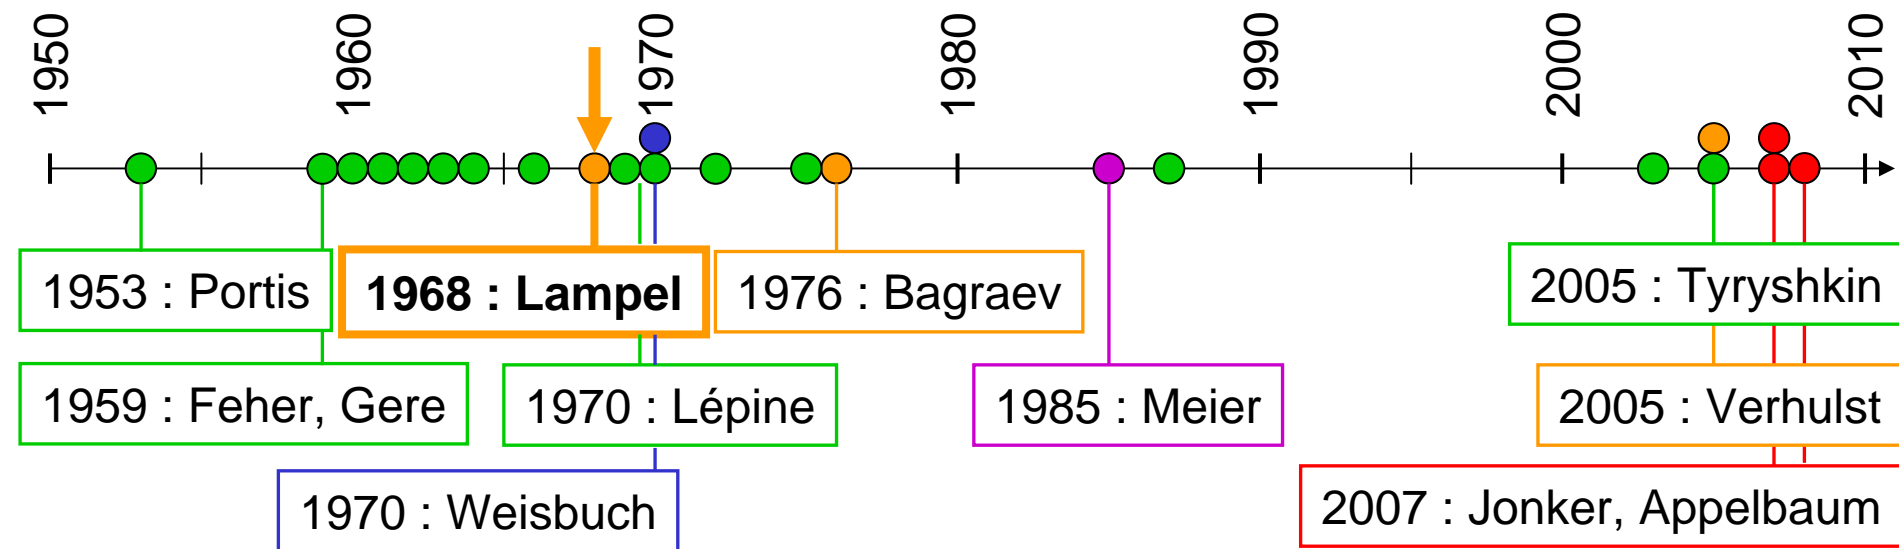 1950
1960
1970
1980
1990
2000
2010
1953 : Portis
1968 : Lampel
1976 : Bagraev
2005 : Tyryshkin
1959 : Feher, Gere
1970 : Lépine
1985 : Meier
2005 : Verhulst
1970 : Weisbuch
2007 : Jonker, Appelbaum